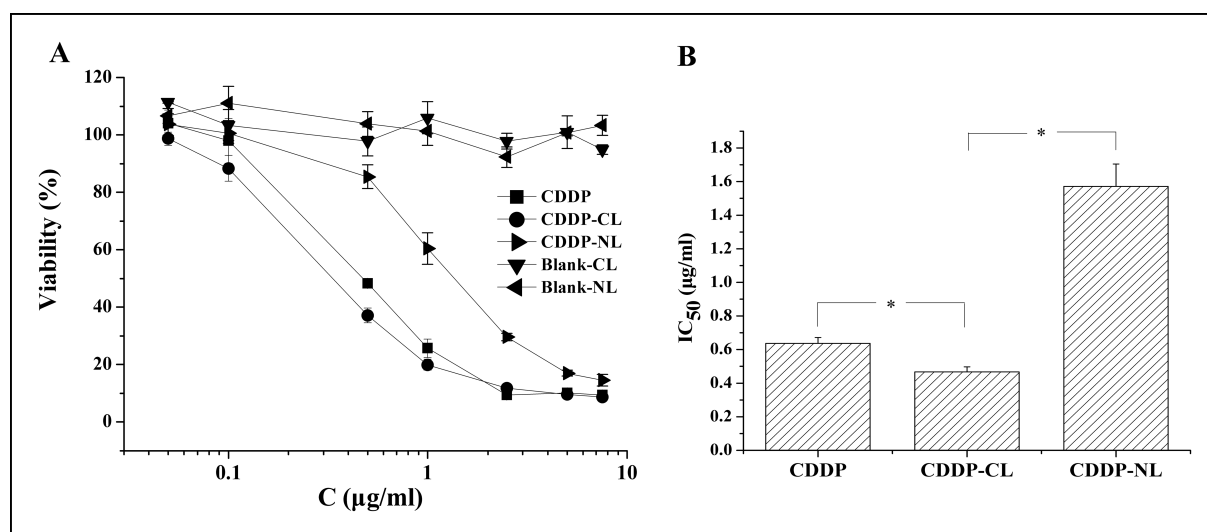 A
120
100
80
60
40
20
0
Viability (%)
CDDP
CDDP-CL
CDDP-NL
Blank-CL
Blank-NL
0.1 1 10
C (μg/ml)
B
1.8
1.6
1.4
1.2
1.0
0.8
0.6
0.4
0.2
0.0
IC50 (μg/ml)
*
*
CDDP CDDP-CL CDDP-NL